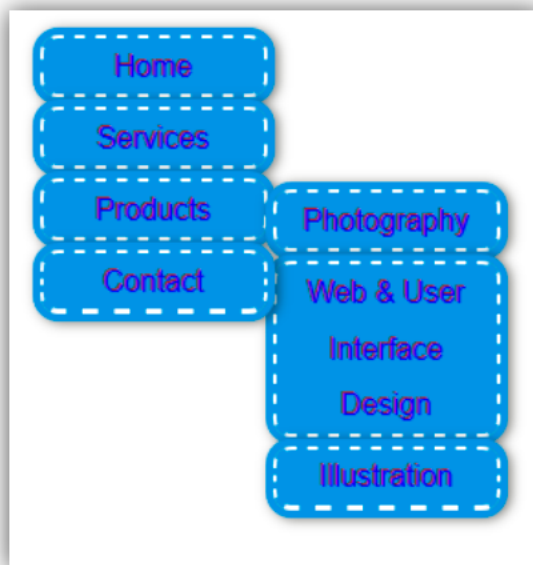 Home
Services
Products
Contact
Photography
Web & User
Interface
Design
Illustration